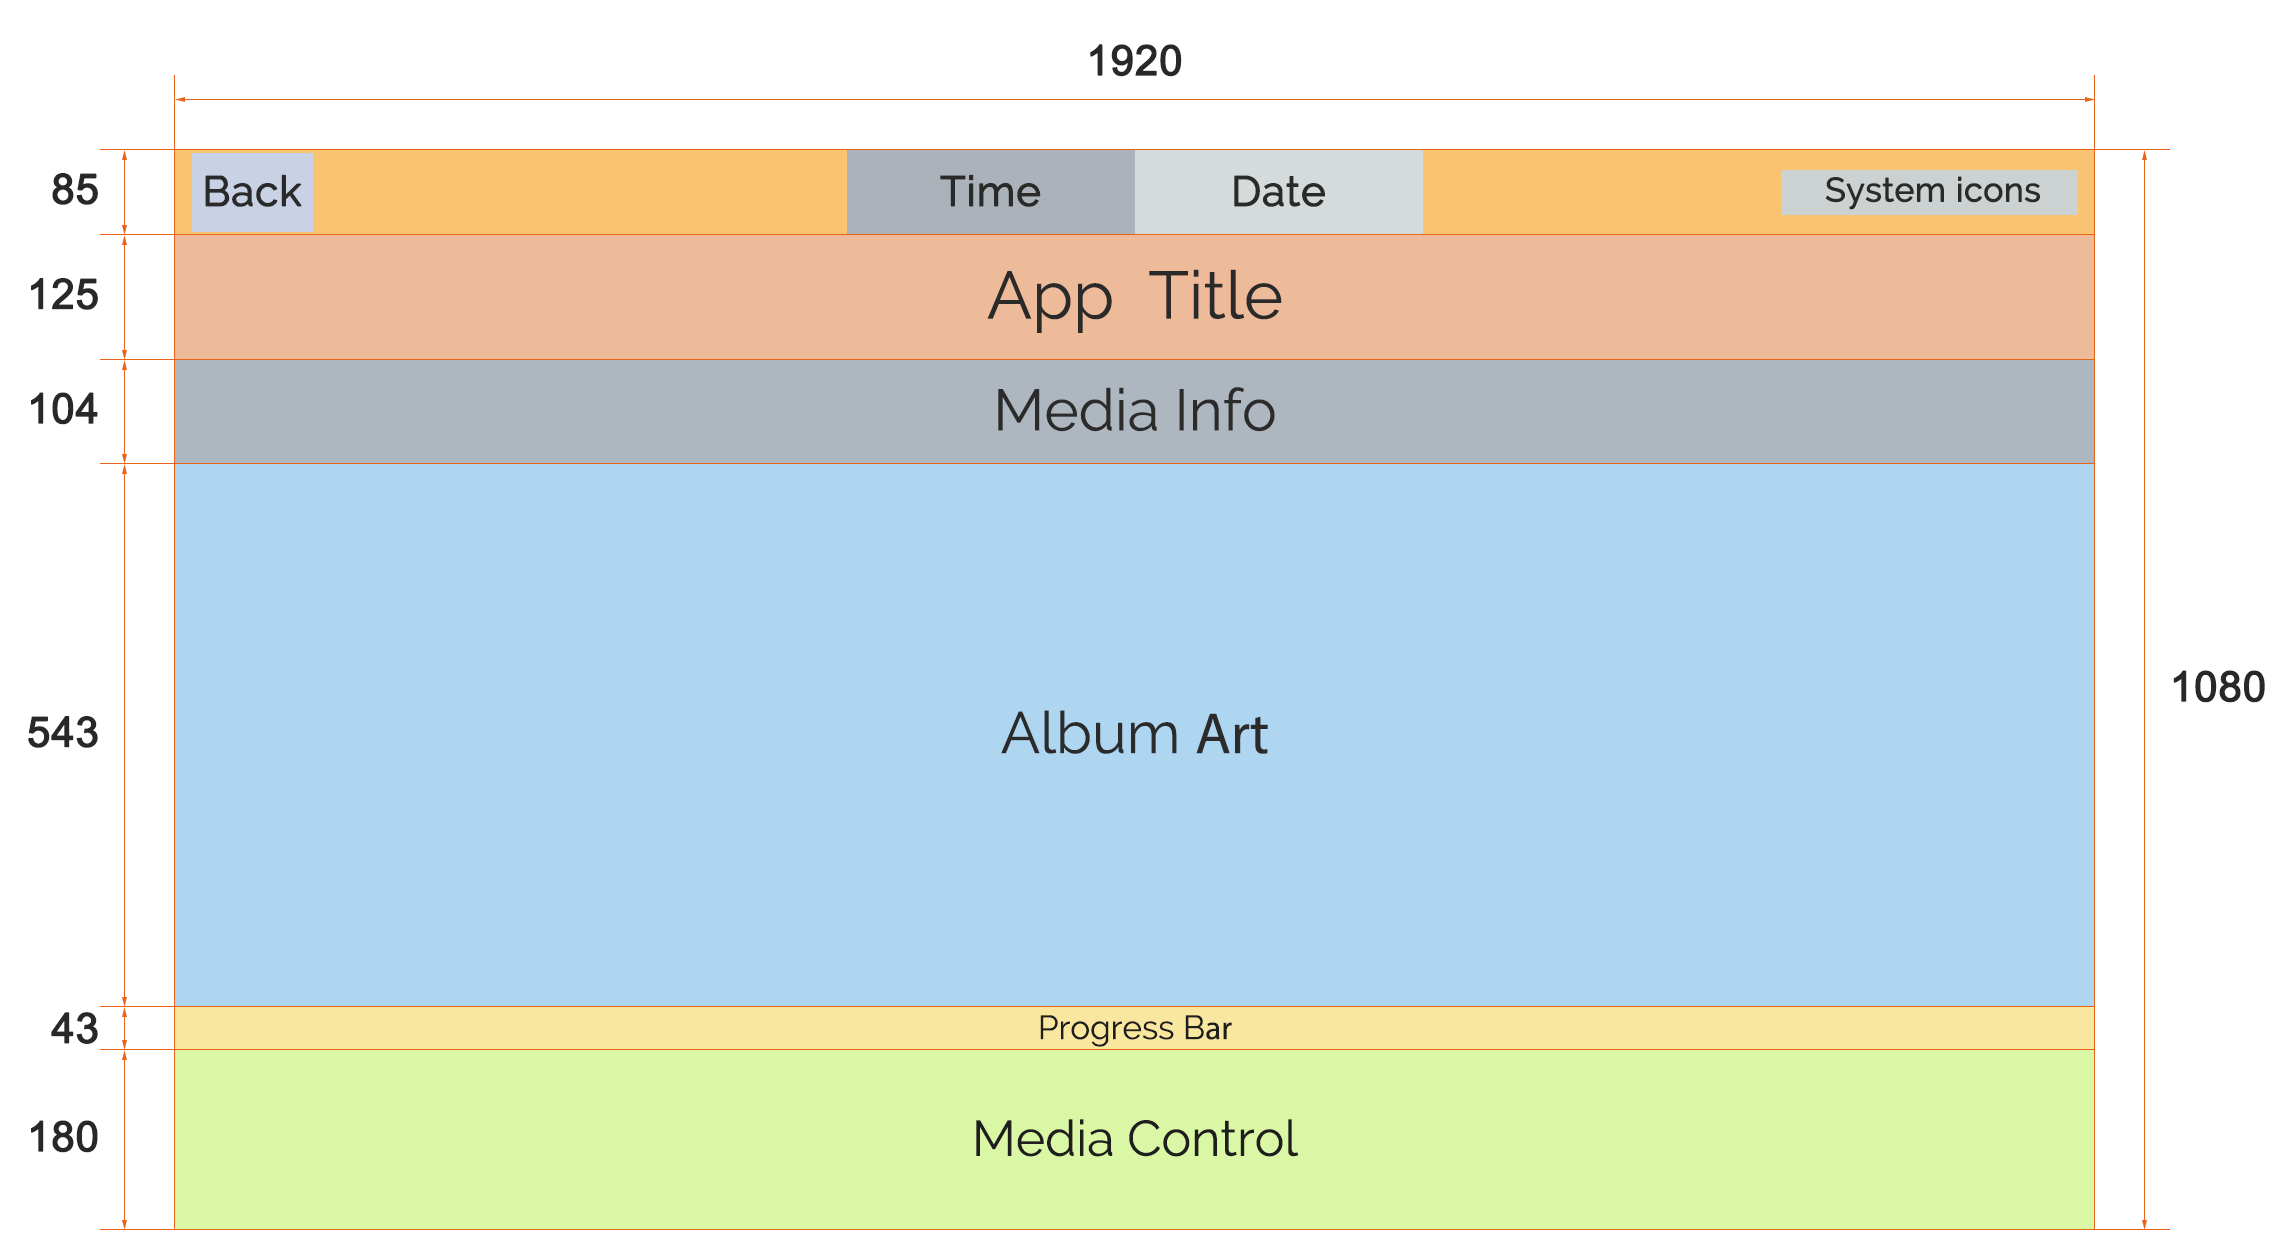 1920
85
Back
Time
Date
System icons
125
App Title
104
Media Info
543
Album Art
1080
43
Progress Bar
180
Media Control